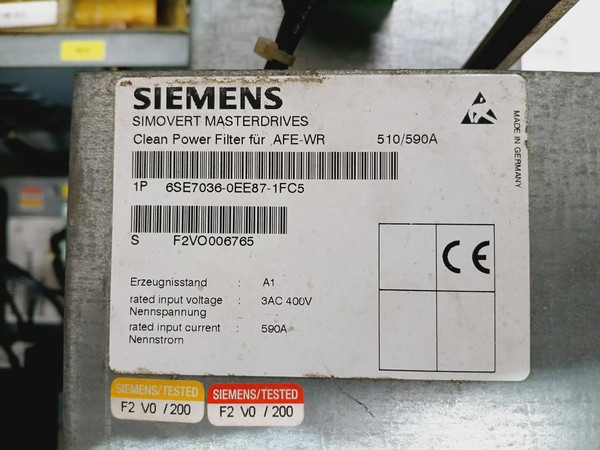 SIEMENS
SIMOVERT MASTERDRIVES
Clean Power Filter für AFE-WR 510/590A
1P 6SE7036-0EE87-1FC5
S F2VO006765
Erzeugnisstand : A1
rated input voltage : 3AC 400V
Nennspannung
rated input current : 590A
Nennstrom
MADE IN GERMANY
CE
SIEMENS/TESTED
F2 V0 /200
SIEMENS/TESTED
F2 V0 /200